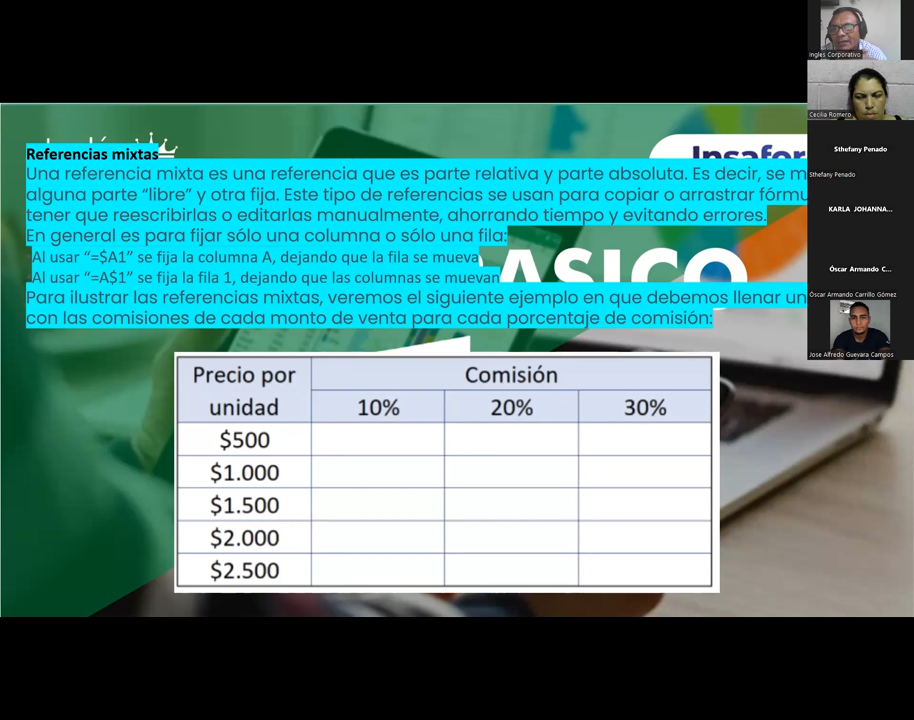 Referencias mixtas
Una referencia mixta es una referencia que es parte relativa y parte absoluta. Es decir, se m
alguna parte “libre” y otra fija. Este tipo de referencias se usan para copiar o arrastrar fórmu
tener que reescribirlas o editarlas manualmente, ahorrando tiempo y evitando errores.
En general es para fijar sólo una columna o sólo una fila:
Al usar “=$A1” se fija la columna A, dejando que la fila se mueva
Al usar “=A$1” se fija la fila 1, dejando que las columnas se muevan
Para ilustrar las referencias mixtas, veremos el siguiente ejemplo en que debemos llenar un
con las comisiones de cada monto de venta para cada porcentaje de comisión:
Insafor
ASICO
Precio por unidad
Comisión
10% 20% 30%
$500
$1.000
$1.500
$2.000
$2.500
Ingles Corporativo
Cecilia Romero
Sthefany Penado
Sthefany Penado
KARLA JOHANNA...
Óscar Armando C...
Óscar Armando Carrillo Gómez
Jose Alfredo Guevara Campos